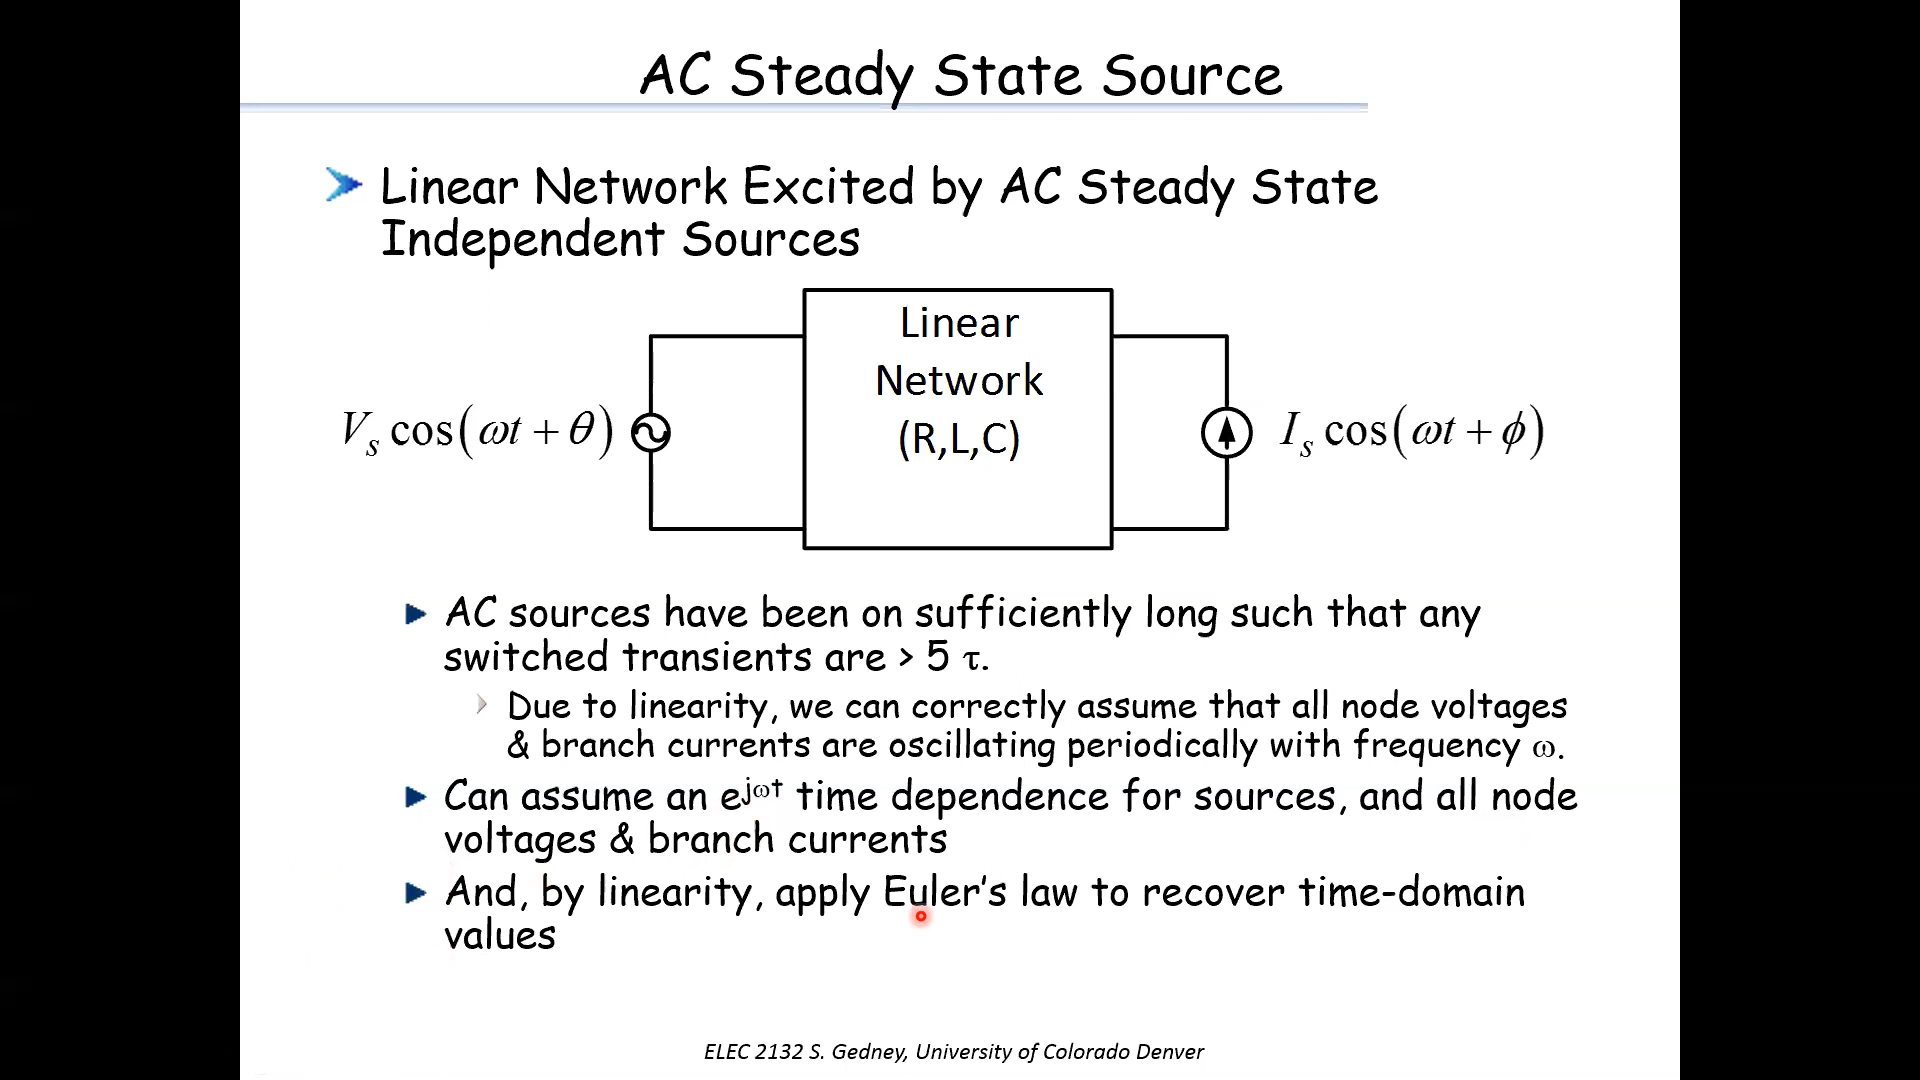 AC Steady State Source
Linear Network Excited by AC Steady State
Independent Sources
Linear
Network
(R,L,C)
V_s cos(ωt + θ)
I_s cos(ωt + ϕ)
AC sources have been on sufficiently long such that any
switched transients are > 5 τ.
Due to linearity, we can correctly assume that all node voltages
& branch currents are oscillating periodically with frequency ω.
Can assume an e^jωt time dependence for sources, and all node
voltages & branch currents
And, by linearity, apply Euler's law to recover time-domain
values
ELEC 2132 S. Gedney, University of Colorado Denver